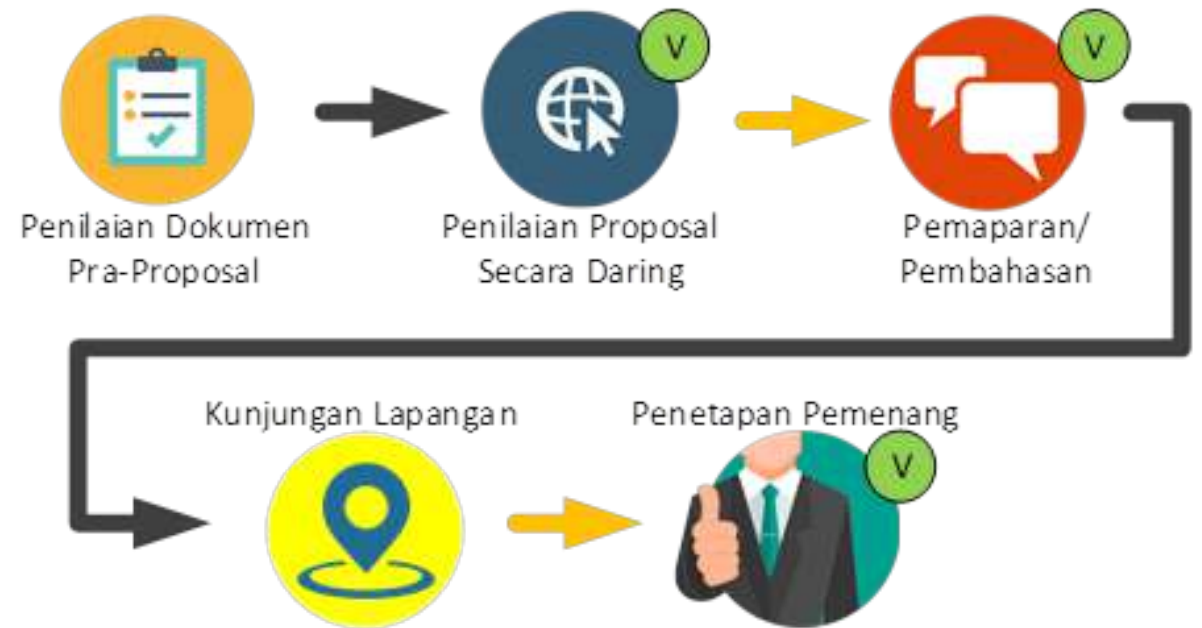 V
V
Penilaian Dokumen
Pra-Proposal
Penilaian Proposal
Secara Daring
Pemaparan/
Pembahasan
Kunjungan Lapangan
Penetapan Pemenang
V